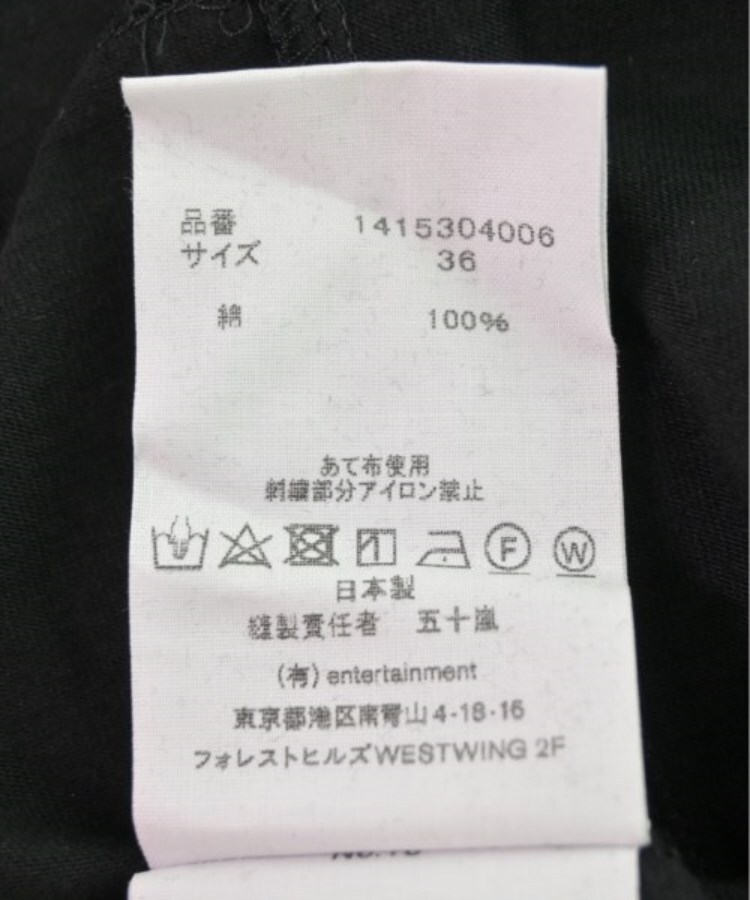 品番 1415304006
サイズ 36
綿 100%
あて布使用
刺繍部分アイロン禁止
F W
日本製
縫製責任者 五十嵐
(有) entertainment
東京都港区南青山4-18-16
フォレストヒルズWESTWING 2F